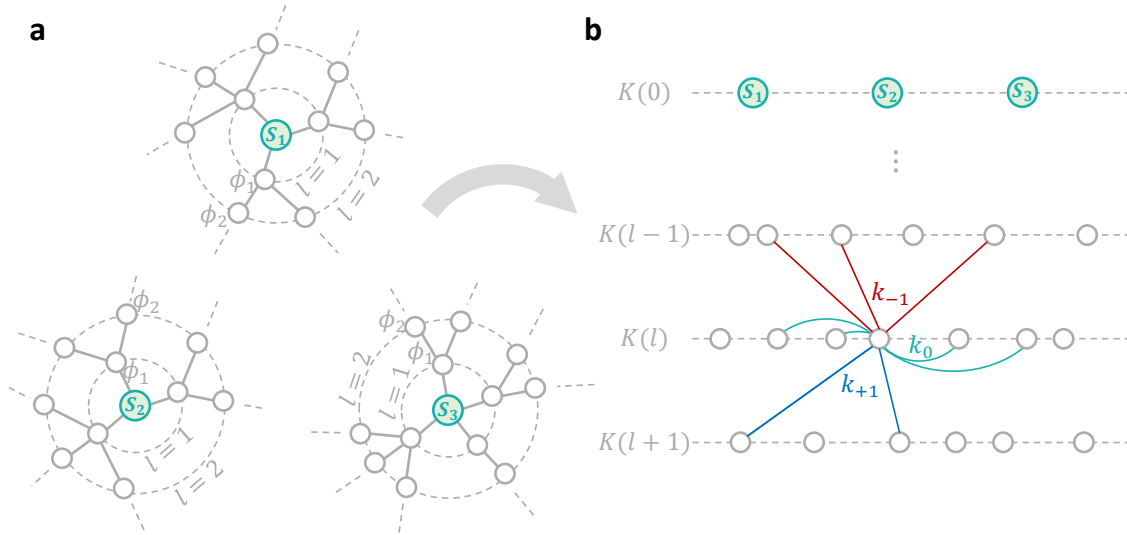 a
S₁
ϕ₁
ϕ₂
l = 1
l = 2
ϕ₂
ϕ₁
S₂
l = 1
l = 2
ϕ₂
ϕ₁
S₃
l = 1
l = 2
b
K(0)
S₁ S₂ S₃
⋮
K(l − 1)
k₋₁
K(l)
k₀
k₊₁
K(l + 1)